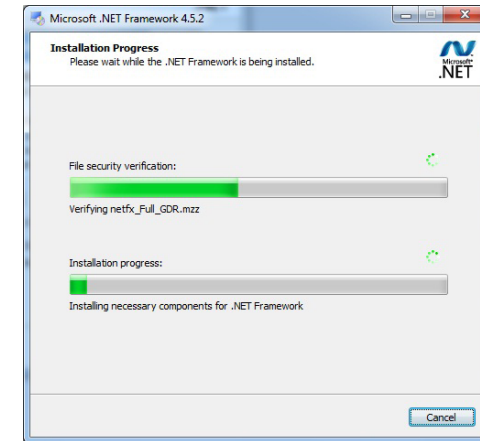 Microsoft .NET Framework 4.5.2
Installation Progress
Please wait while the .NET Framework is being installed.
Microsoft
.NET
File security verification:
Verifying netfx_Full_GDR.mzz
Installation progress:
Installing necessary components for .NET Framework
Cancel